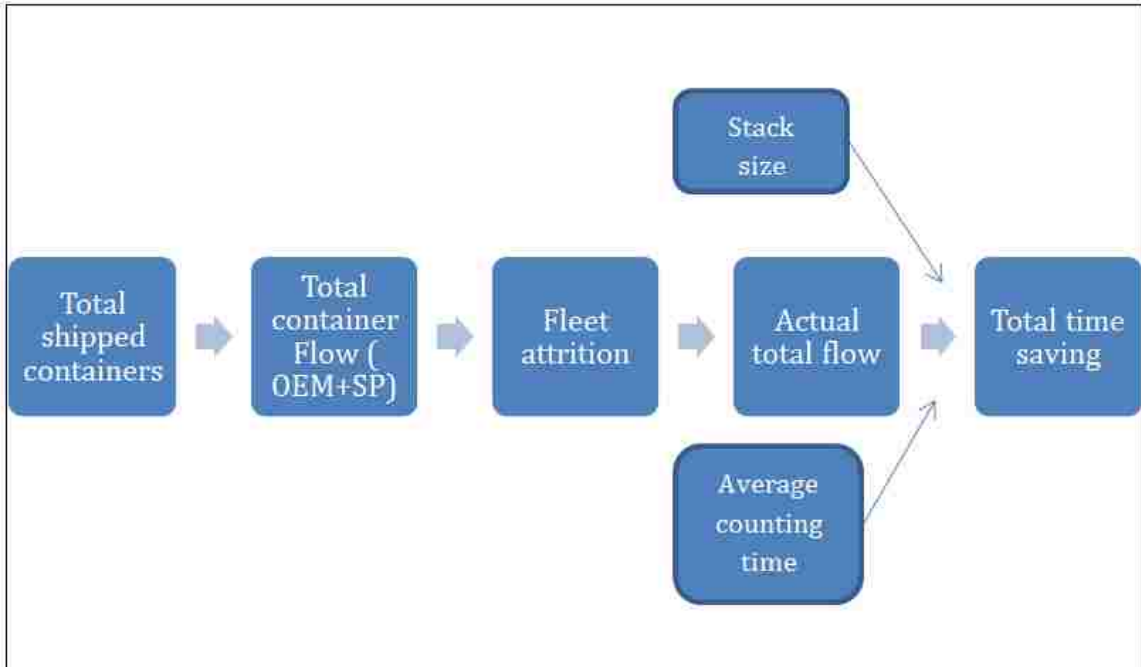 Stack
size
Total
shipped
containers
Total
container
Flow (
OEM+SP)
Fleet
attrition
Actual
total flow
Total time
saving
Average
counting
time